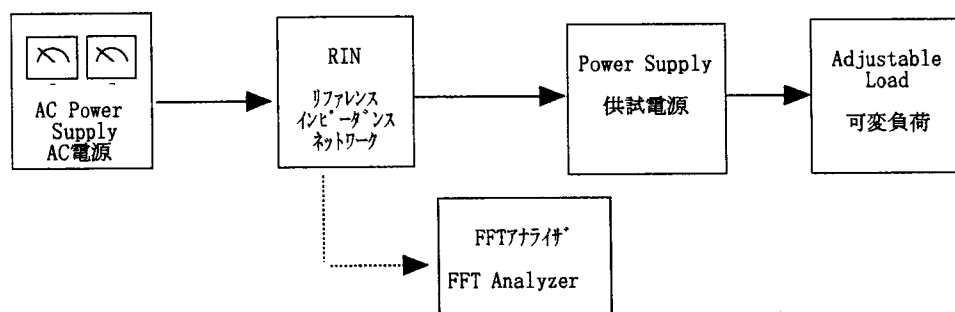 AC Power
Supply
AC電源
RIN
リファレンス
インピーダンス
ネットワーク
Power Supply
供試電源
Adjustable
Load
可変負荷
FFTアナライザ
FFT Analyzer